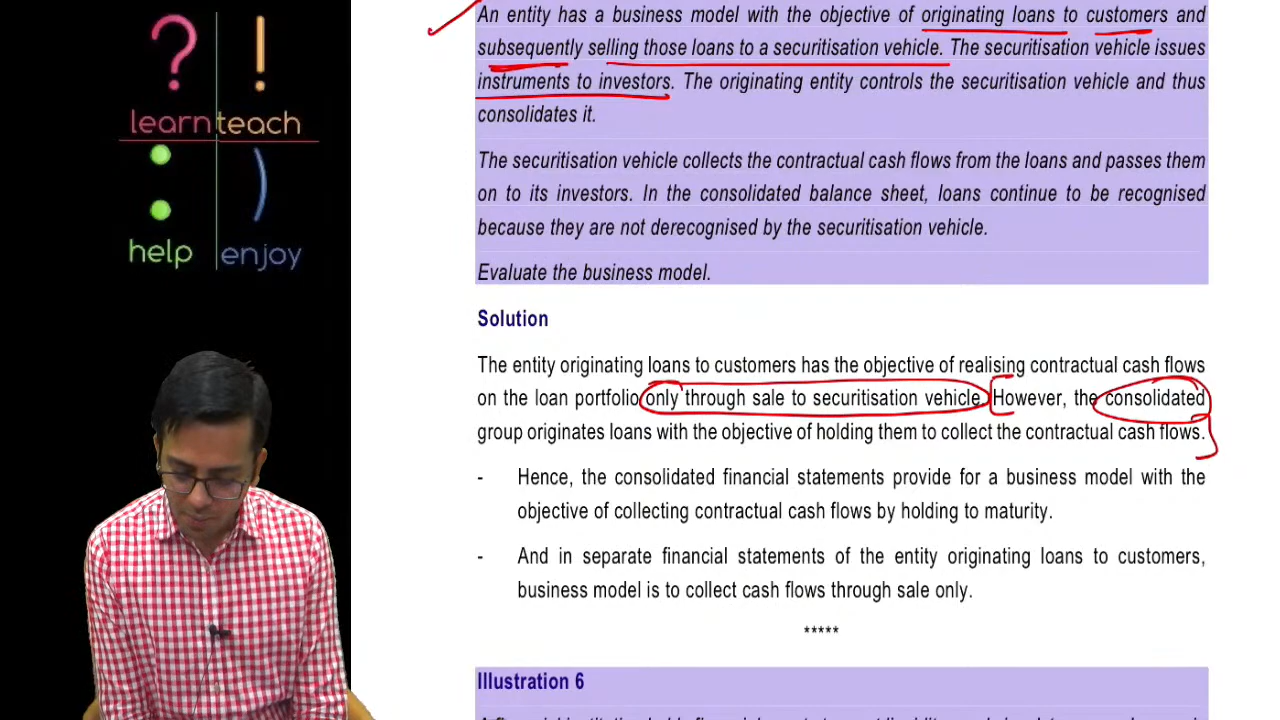 ?
!
learn teach
:
)
help enjoy
An entity has a business model with the objective of originating loans to customers and
subsequently selling those loans to a securitisation vehicle. The securitisation vehicle issues
instruments to investors. The originating entity controls the securitisation vehicle and thus
consolidates it.
The securitisation vehicle collects the contractual cash flows from the loans and passes them
on to its investors. In the consolidated balance sheet, loans continue to be recognised
because they are not derecognised by the securitisation vehicle.
Evaluate the business model.
Solution
The entity originating loans to customers has the objective of realising contractual cash flows
on the loan portfolio only through sale to securitisation vehicle. However, the consolidated
group originates loans with the objective of holding them to collect the contractual cash flows.
- Hence, the consolidated financial statements provide for a business model with the
objective of collecting contractual cash flows by holding to maturity.
- And in separate financial statements of the entity originating loans to customers,
business model is to collect cash flows through sale only.
*****
Illustration 6